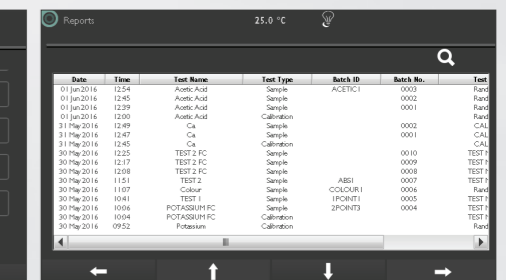 Reports 25.0 °C
Date Time Test Name Test Type Batch ID Batch No. Test
01 Jun 2016 12:54 Acetic Acid Sample ACETIC1 0003 Rand
01 Jun 2016 12:45 Acetic Acid Sample 0002 Rand
01 Jun 2016 12:39 Acetic Acid Sample 0001 Rand
01 Jun 2016 12:00 Acetic Acid Calibration Rand
31 May 2016 12:49 Ca Sample 0002 CAL
31 May 2016 12:47 Ca Sample 0001 CAL
31 May 2016 12:45 Ca Calibration CAL
30 May 2016 12:25 TEST 2 FC Sample 0010 TEST
30 May 2016 12:17 TEST 2 FC Sample 0009 TEST
30 May 2016 12:08 TEST 2 FC Sample 0008 TEST
30 May 2016 11:51 TEST 2 Sample ABS1 0007 TEST
30 May 2016 11:07 Colour Sample COLOUR1 0006 Rand
30 May 2016 10:41 TEST 1 Sample 1POINT1 0005 TEST
30 May 2016 10:06 POTASSIUM FC Sample 2POINT3 0004 TEST
30 May 2016 10:04 POTASSIUM FC Calibration TEST
30 May 2016 09:52 Potassium Calibration Rand